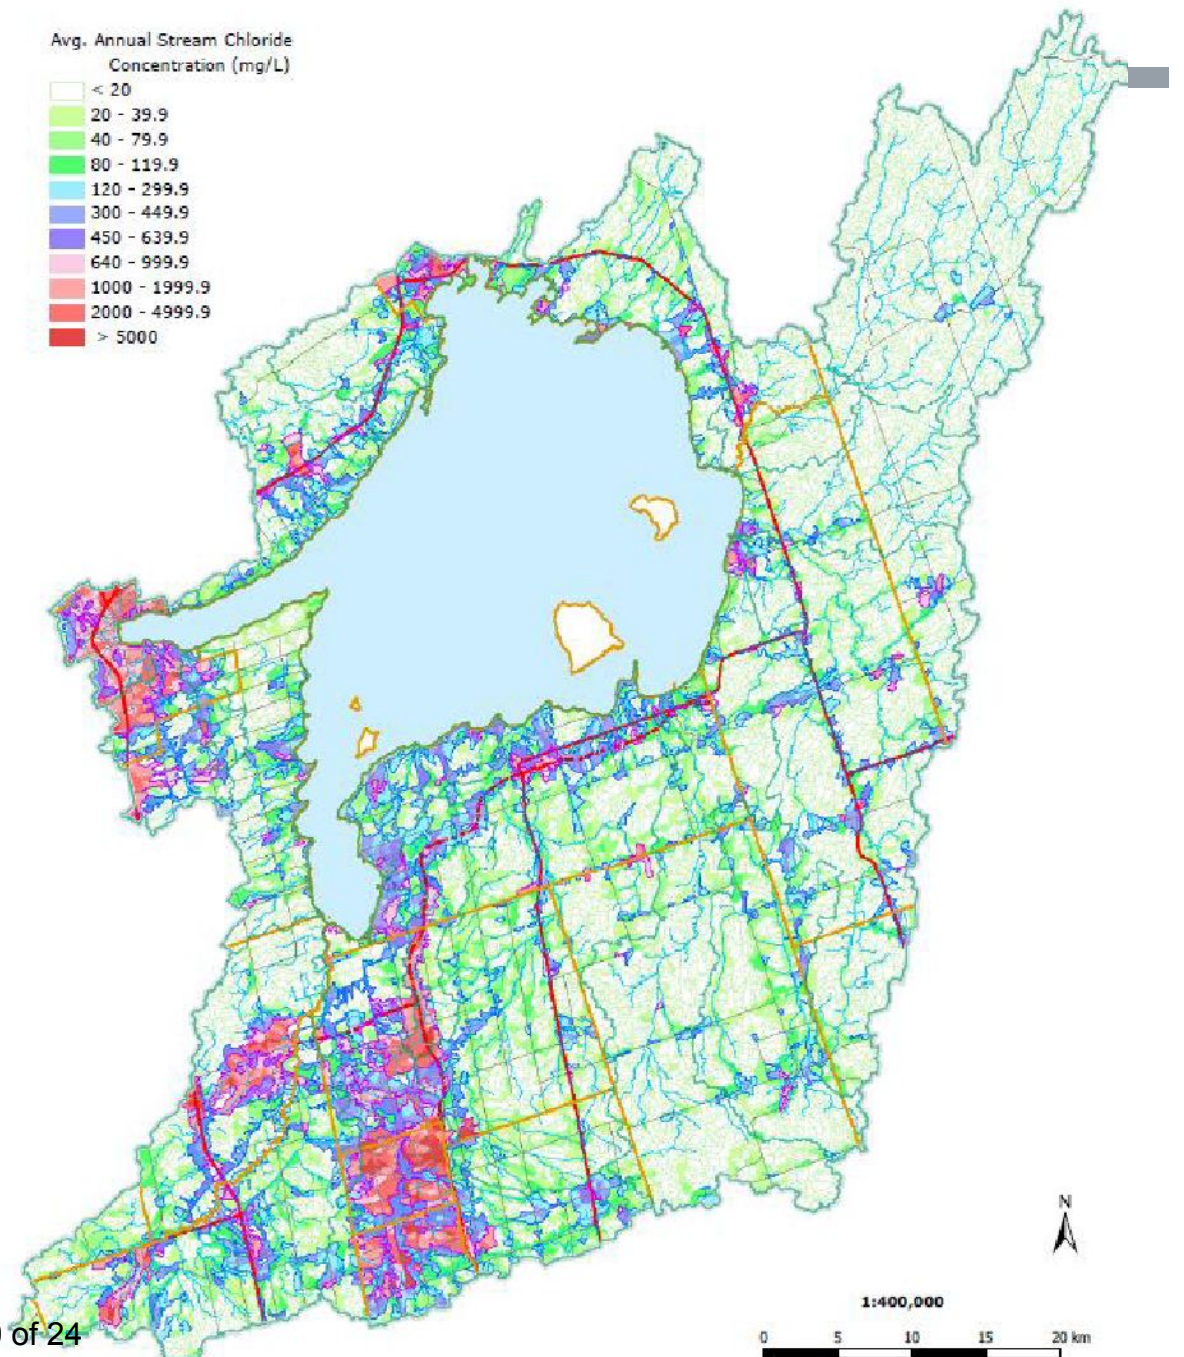 Avg. Annual Stream Chloride
Concentration (mg/L)
< 20
20 - 39.9
40 - 79.9
80 - 119.9
120 - 299.9
300 - 449.9
450 - 639.9
640 - 999.9
1000 - 1999.9
2000 - 4999.9
> 5000
N
1:400,000
of 24
0 5 10 15 20 km